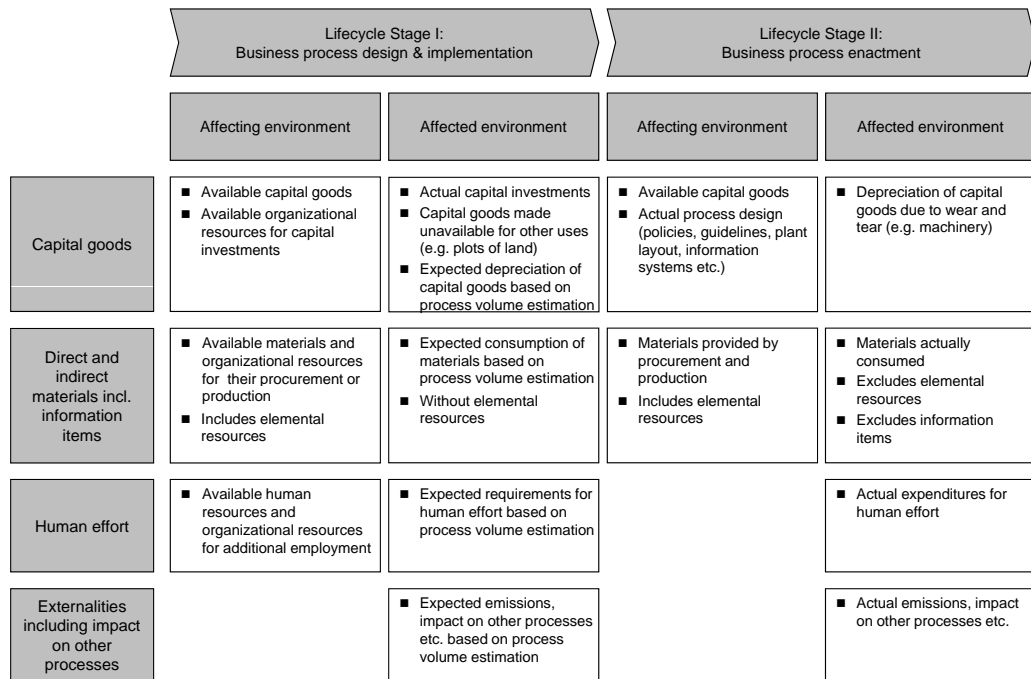 Lifecycle Stage I:
Business process design & implementation
Lifecycle Stage II:
Business process enactment
Affecting environment
Affected environment
Affecting environment
Affected environment
Capital goods
■ Available capital goods
■ Available organizational
resources for capital
investments
■ Actual capital investments
■ Capital goods made
unavailable for other uses
(e.g. plots of land)
■ Expected depreciation of
capital goods based on
process volume estimation
■ Available capital goods
■ Actual process design
(policies, guidelines, plant
layout, information
systems etc.)
■ Depreciation of capital
goods due to wear and
tear (e.g. machinery)
Direct and
indirect
materials incl.
information
items
■ Available materials and
organizational resources
for their procurement or
production
■ Includes elemental
resources
■ Expected consumption of
materials based on
process volume estimation
■ Without elemental
resources
■ Materials provided by
procurement and
production
■ Includes elemental
resources
■ Materials actually
consumed
■ Excludes elemental
resources
■ Excludes information
items
Human effort
■ Available human
resources and
organizational resources
for additional employment
■ Expected requirements for
human effort based on
process volume estimation
■ Actual expenditures for
human effort
Externalities
including impact
on other
processes
■ Expected emissions,
impact on other processes
etc. based on process
volume estimation
■ Actual emissions, impact
on other processes etc.